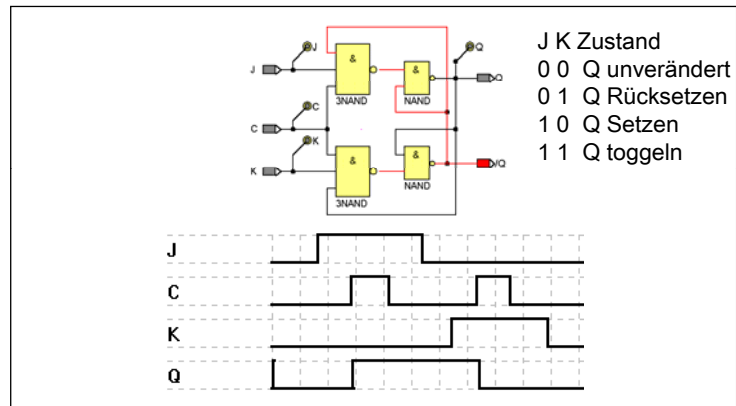 J
J
&
3NAND
&
NAND
Q
Q
C
C
K
K
&
3NAND
&
NAND
/Q
J K Zustand
0 0 Q unverändert
0 1 Q Rücksetzen
1 0 Q Setzen
1 1 Q toggeln
J
C
K
Q